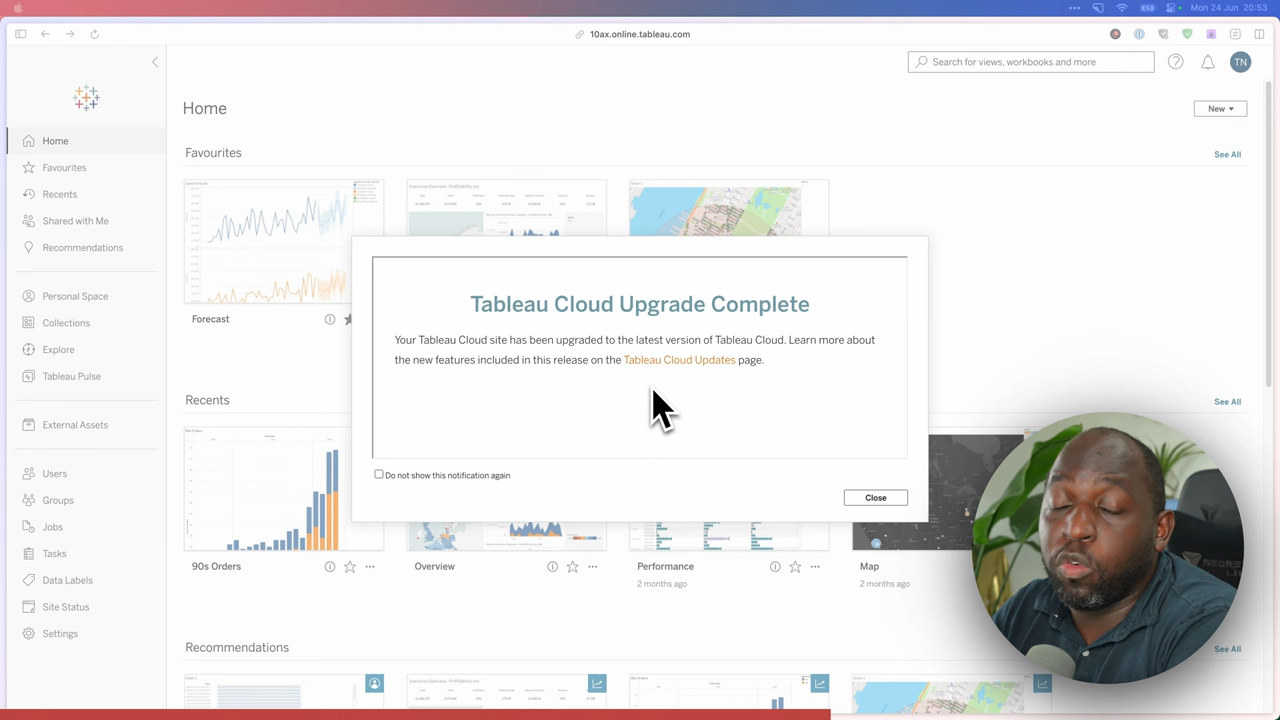 Mon 24 Jun 20:53
10ax.online.tableau.com
Search for views, workbooks and more
TN
Home
New
Home
Favourites
Recents
Shared with Me
Recommendations
Personal Space
Collections
Explore
Tableau Pulse
External Assets
Users
Groups
Jobs
Tasks
Data Labels
Site Status
Settings
Favourites
See All
Forecast
Tableau Cloud Upgrade Complete
Your Tableau Cloud site has been upgraded to the latest version of Tableau Cloud. Learn more about
the new features included in this release on the Tableau Cloud Updates page.
Do not show this notification again
Close
Recents
See All
90s Orders
Overview
Performance
2 months ago
Map
2 months ago
Recommendations
See All